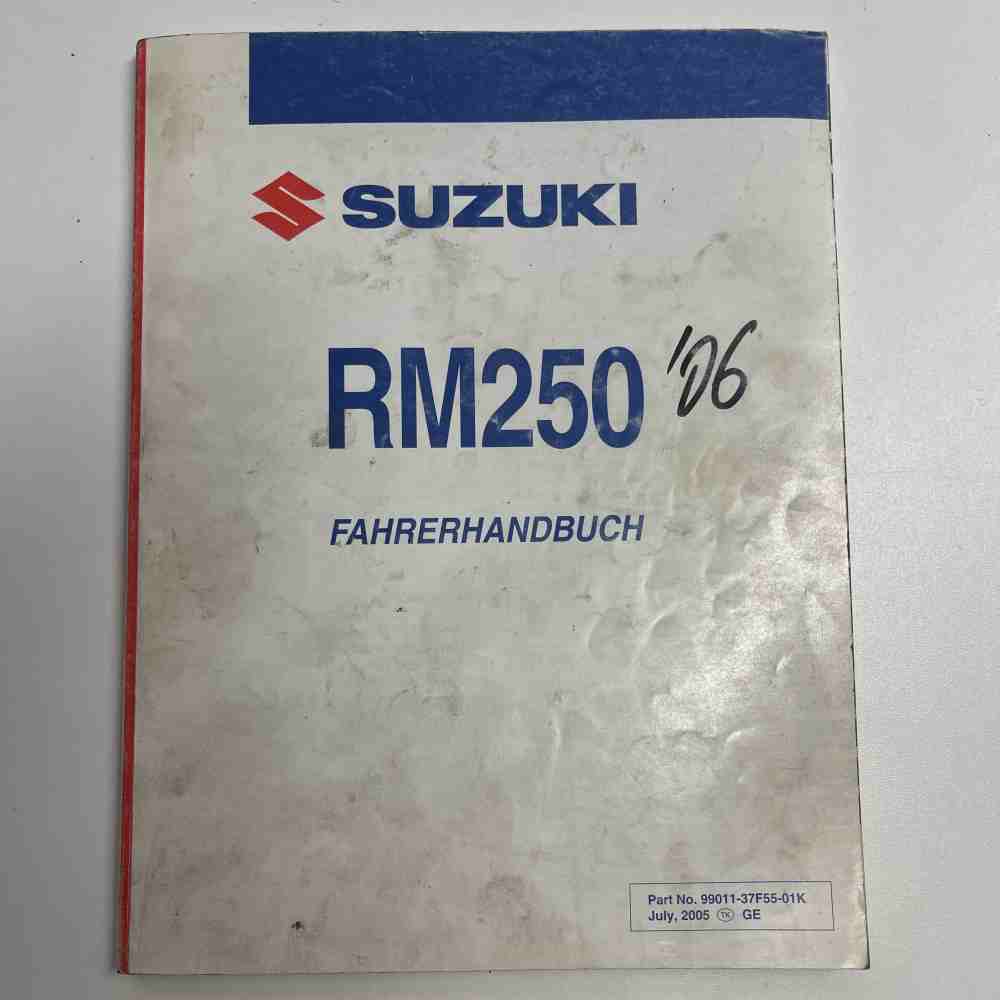 SUZUKI
RM250 '06
FAHRERHANDBUCH
Part No. 99011-37F55-01K
July, 2005 TK GE